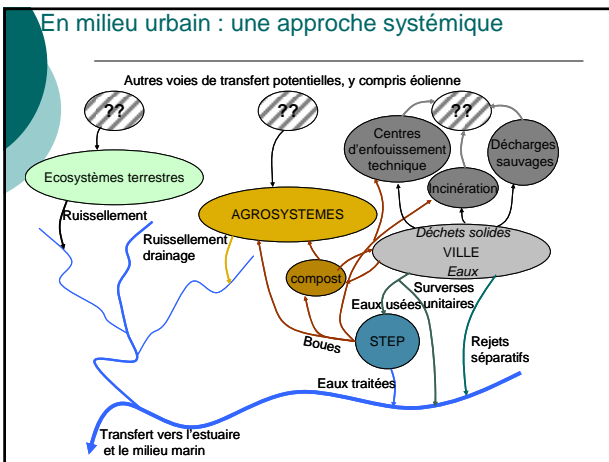 En milieu urbain : une approche systémique
Autres voies de transfert potentielles, y compris éolienne
??
??
??
Centres
d'enfouissement
technique
Décharges
sauvages
Incinération
Ecosystèmes terrestres
Ruissellement
AGROSYSTEMES
Ruissellement
drainage
Déchets solides
VILLE
Eaux
compost
Surverses
unitaires
Eaux usées
STEP
Boues
Rejets
séparatifs
Eaux traitées
Transfert vers l'estuaire
et le milieu marin